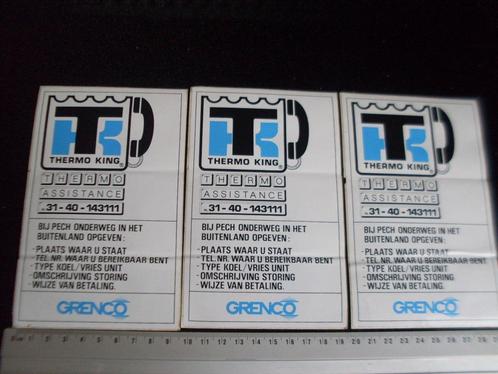 THERMO KING®
THERMO
ASSISTANCE
31-40-143111
BIJ PECH ONDERWEG IN HET
BUITENLAND OPGEVEN:
-PLAATS WAAR U STAAT
-TEL. NR. WAAR U BEREIKBAAR BENT
-TYPE KOEL/VRIES UNIT
-OMSCHRIJVING STORING
-WIJZE VAN BETALING.
GRENCO
THERMO KING®
THERMO
ASSISTANCE
31-40-143111
BIJ PECH ONDERWEG IN HET
BUITENLAND OPGEVEN:
-PLAATS WAAR U STAAT
-TEL. NR. WAAR U BEREIKBAAR BENT
-TYPE KOEL/VRIES UNIT
-OMSCHRIJVING STORING
-WIJZE VAN BETALING.
GRENCO
THERMO KING®
THERMO
ASSISTANCE
31-40-143111
BIJ PECH ONDERWEG IN HET
BUITENLAND OPGEVEN:
-PLAATS WAAR U STAAT
-TEL. NR. WAAR U BEREIKBAAR BENT
-TYPE KOEL/VRIES UNIT
-OMSCHRIJVING STORING
-WIJZE VAN BETALING.
GRENCO